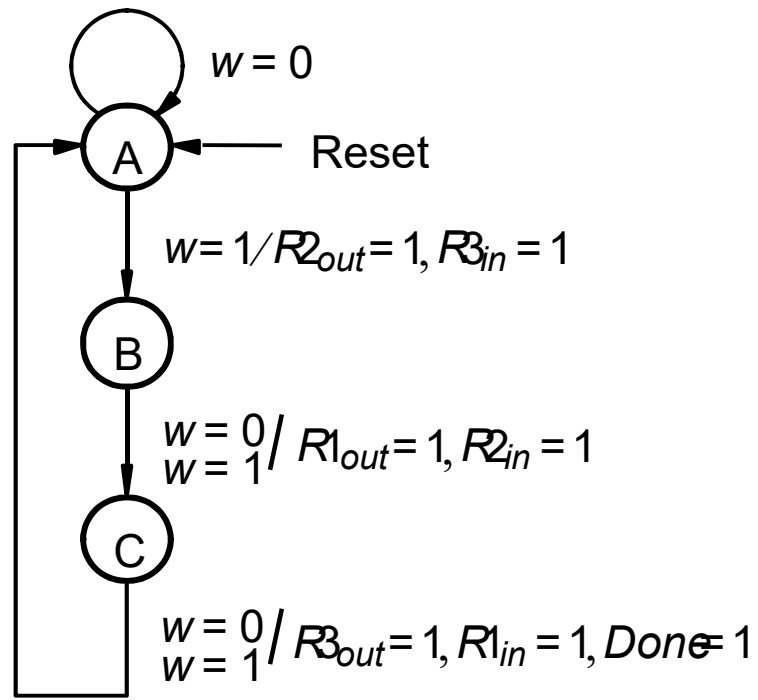 w = 0
A
Reset
w = 1/R2out = 1, R3in = 1
B
w = 0
w = 1 / R1out = 1, R2in = 1
C
w = 0
w = 1 / R3out = 1, R1in = 1, Done = 1